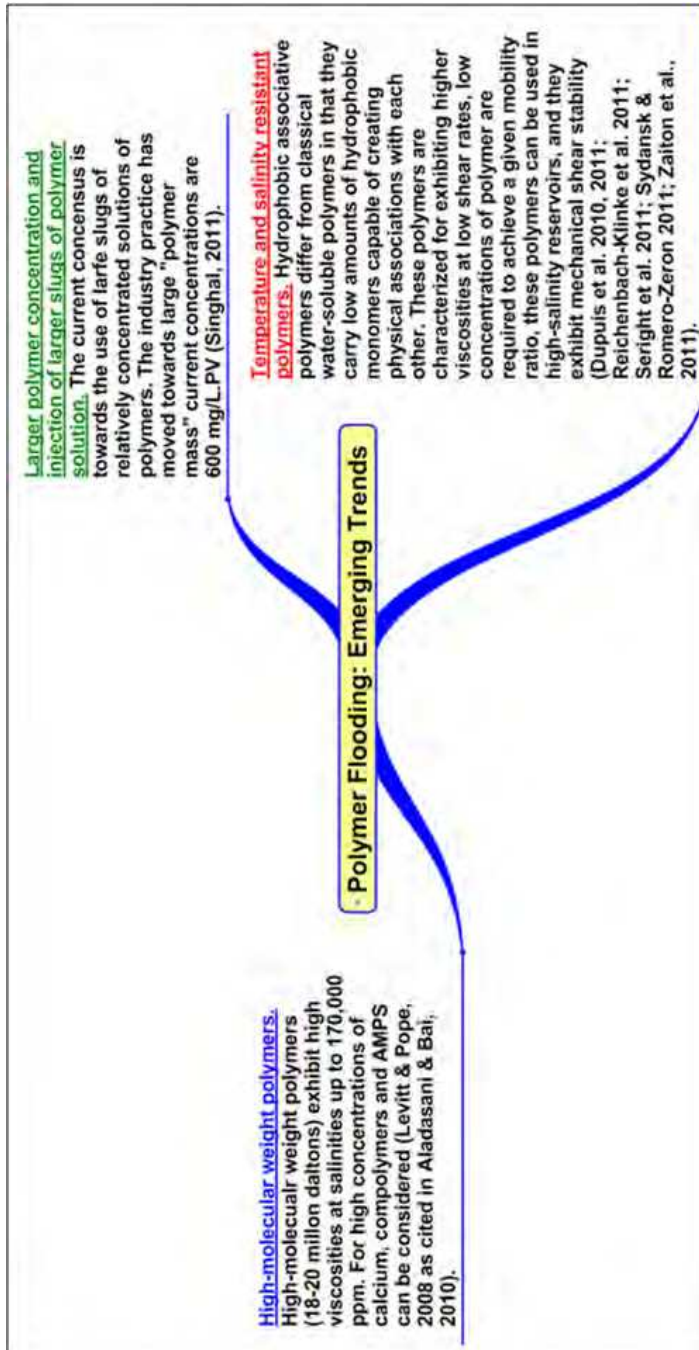 Polymer Flooding: Emerging Trends
High-molecular weight polymers.
High-molecualr weight polymers
(18-20 millon daltons) exhibit high
viscosities at salinities up to 170,000
ppm. For high concentrations of
calcium, compolymers and AMPS
can be considered (Levitt & Pope,
2008 as cited in Aladasani & Bai,
2010).
Larger polymer concentration and
injection of larger slugs of polymer
solution. The current concensus is
towards the use of larfe slugs of
relatively concentrated solutions of
polymers. The industry practice has
moved towards large "polymer
mass" current concentrations are
600 mg/L.PV (Singhal, 2011).
Temperature and salinity resistant
polymers. Hydrophobic associative
polymers differ from classical
water-soluble polymers in that they
carry low amounts of hydrophobic
monomers capable of creating
physical associations with each
other. These polymers are
characterized for exhibiting higher
viscosities at low shear rates, low
concentrations of polymer are
required to achieve a given mobility
ratio, these polymers can be used in
high-salinity reservoirs, and they
exhibit mechanical shear stability
(Dupuis et al. 2010, 2011;
Reichenbach-Klinke et al. 2011;
Seright et al. 2011; Sydansk &
Romero-Zeron 2011; Zaiton et al.,
2011).